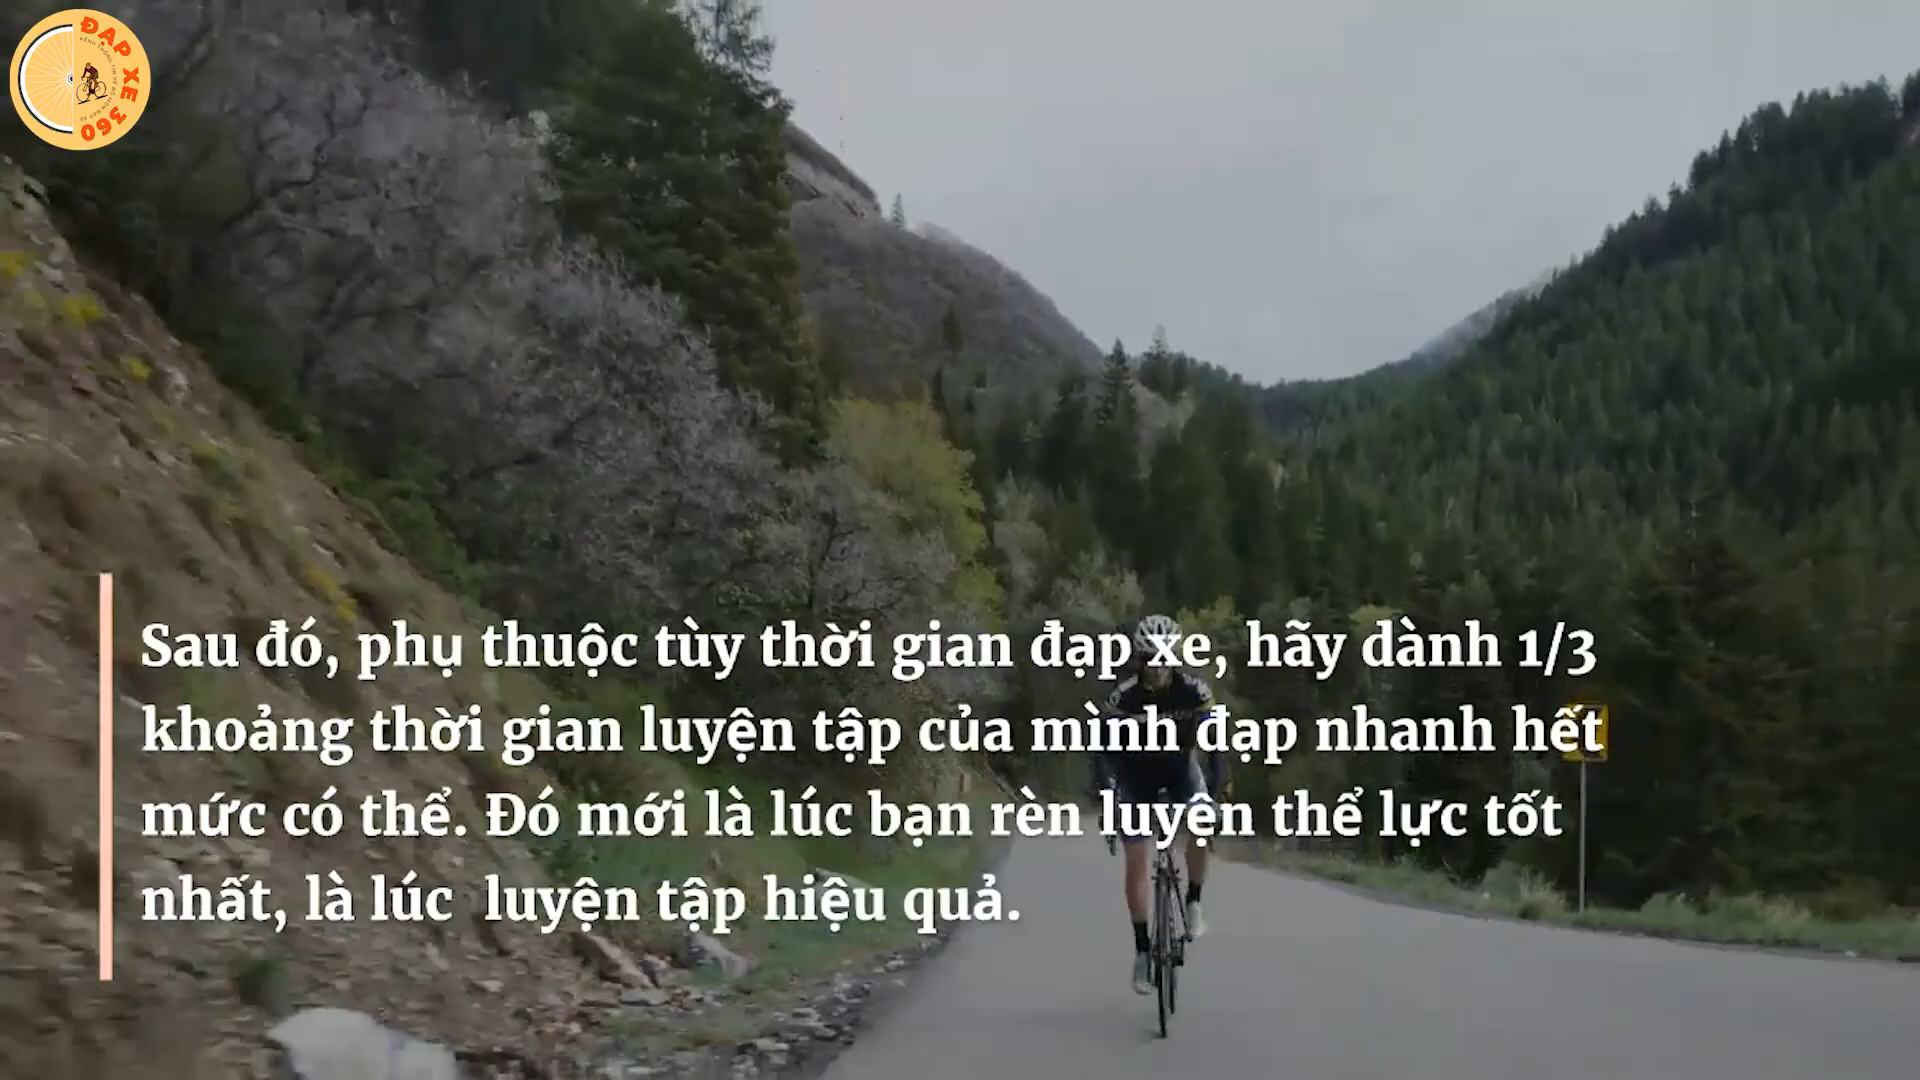 ĐẠP XE 360
Sau đó, phụ thuộc tùy thời gian đạp xe, hãy dành 1/3
khoảng thời gian luyện tập của mình đạp nhanh hết
mức có thể. Đó mới là lúc bạn rèn luyện thể lực tốt
nhất, là lúc  luyện tập hiệu quả.